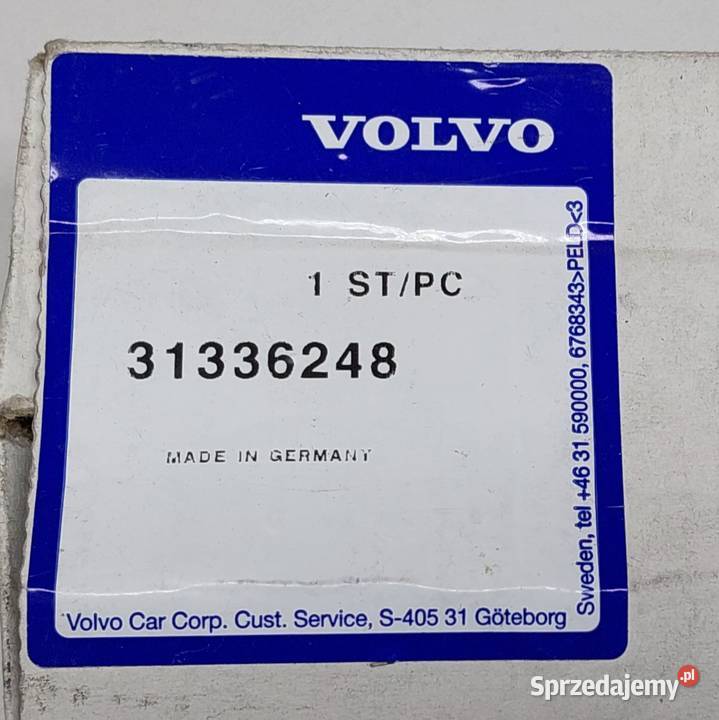 VOLVO
1 ST/PC
31336248
MADE IN GERMANY
Volvo Car Corp. Cust. Service, S-405 31 Göteborg
Sweden, tel +46 31 590000, 6768343>PELD<3
Sprzedajemy.pl